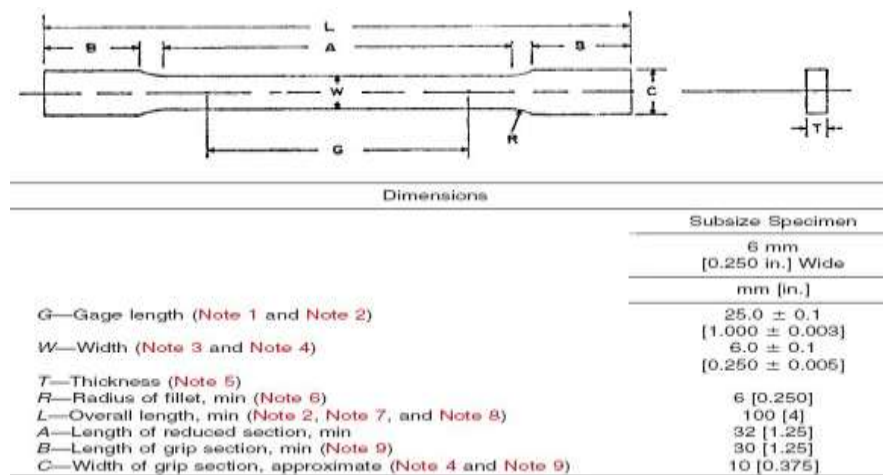 L
B
A
B
W
C
G
R
T
Dimensions
Subsize Specimen
6 mm
[0.250 in.] Wide
mm [in.]
G—Gage length (Note 1 and Note 2) 25.0 ± 0.1
[1.000 ± 0.003]
W—Width (Note 3 and Note 4) 6.0 ± 0.1
[0.250 ± 0.005]
T—Thickness (Note 5)
R—Radius of fillet, min (Note 6) 6 [0.250]
L—Overall length, min (Note 2, Note 7, and Note 8) 100 [4]
A—Length of reduced section, min 32 [1.25]
B—Length of grip section, min (Note 9) 30 [1.25]
C—Width of grip section, approximate (Note 4 and Note 9) 10 [0.375]